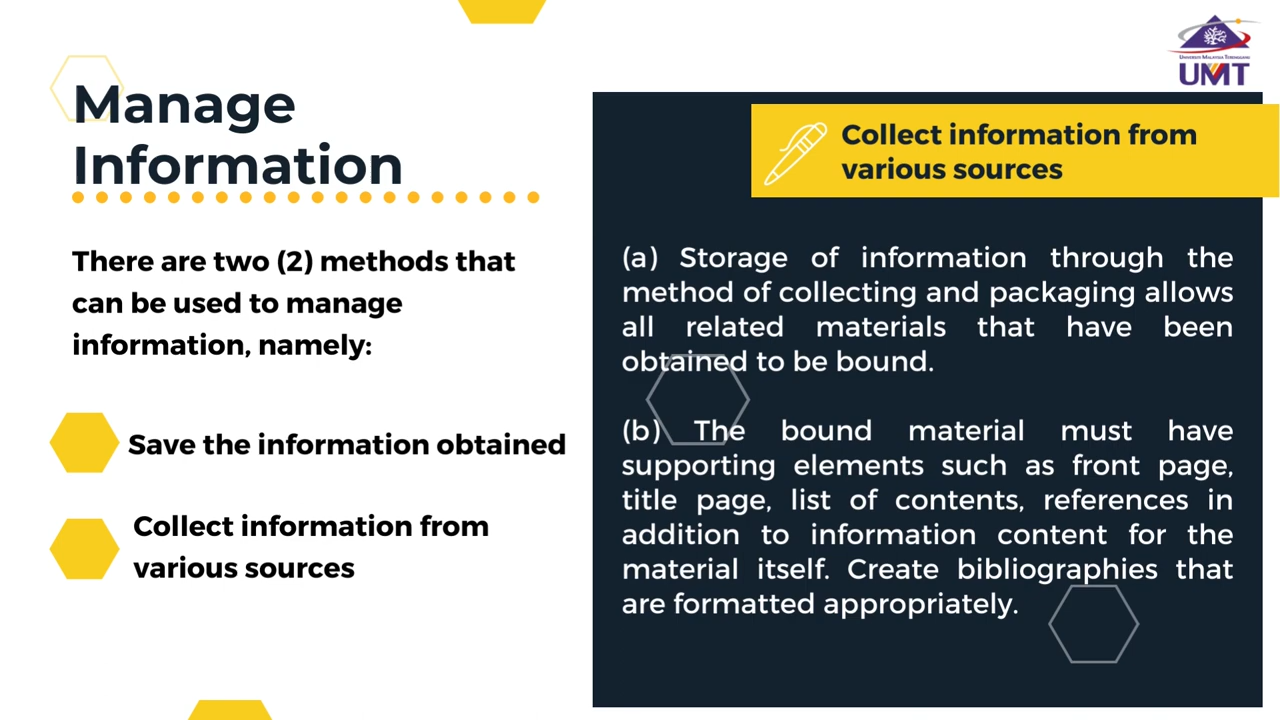 UNIVERSITI MALAYSIA TERENGGANU
UMT
Manage
Information
There are two (2) methods that
can be used to manage
information, namely:
Save the information obtained
Collect information from
various sources
Collect information from
various sources
(a) Storage of information through the
method of collecting and packaging allows
all related materials that have been
obtained to be bound.
(b) The bound material must have
supporting elements such as front page,
title page, list of contents, references in
addition to information content for the
material itself. Create bibliographies that
are formatted appropriately.